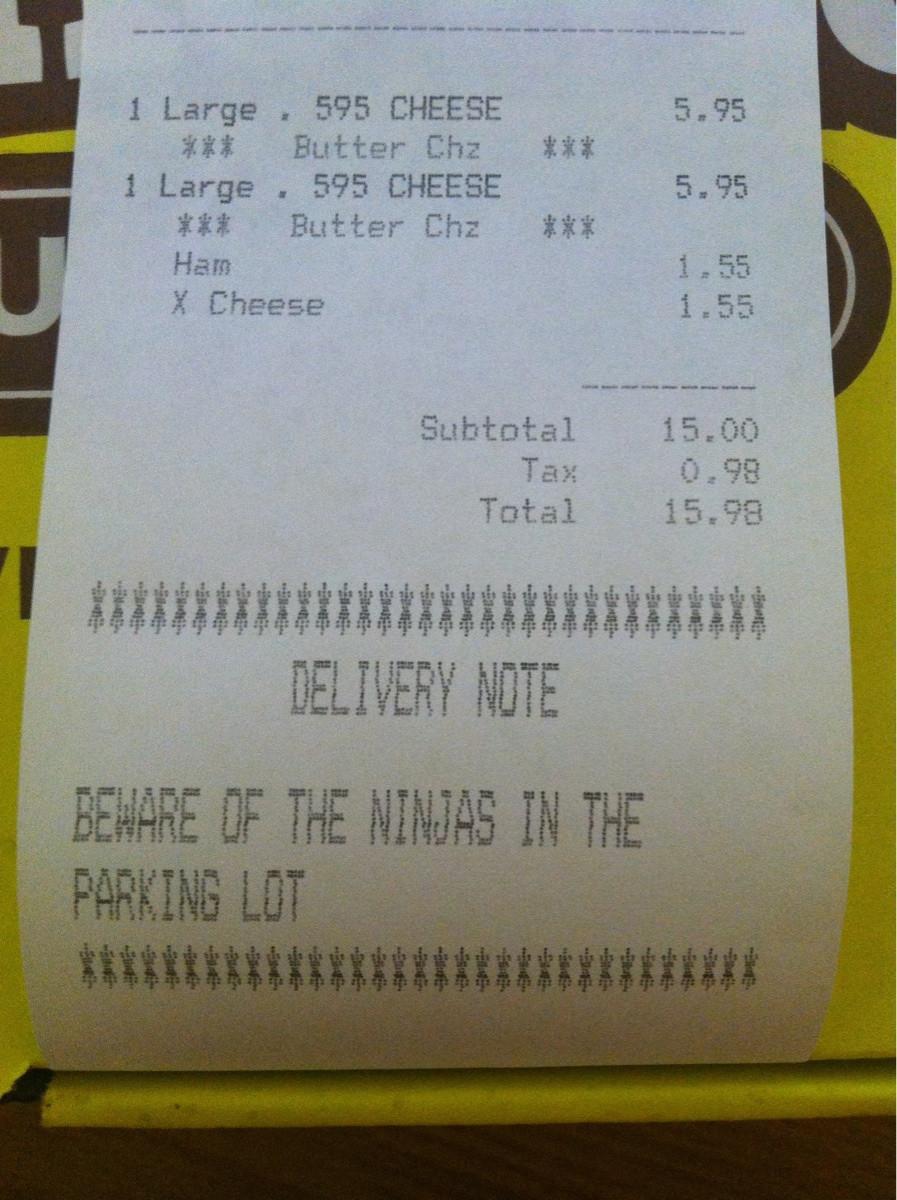 1 Large . 595 CHEESE 5.95
*** Butter Chz ***
1 Large . 595 CHEESE 5.95
*** Butter Chz ***
Ham 1.55
X Cheese 1.55
Subtotal 15.00
Tax 0.98
Total 15.98
********************************
DELIVERY NOTE
BEWARE OF THE NINJAS IN THE
PARKING LOT
********************************